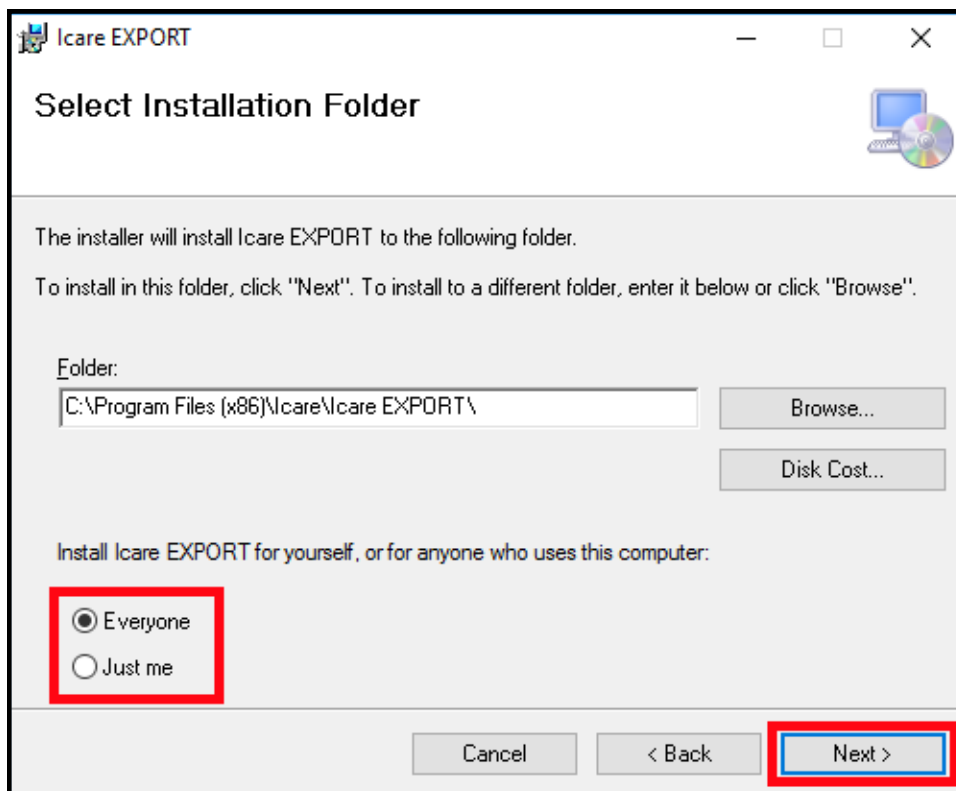 Icare EXPORT
Select Installation Folder
The installer will install Icare EXPORT to the following folder.
To install in this folder, click "Next". To install to a different folder, enter it below or click "Browse".
Folder:
C:\Program Files (x86)\Icare\Icare EXPORT\
Browse...
Disk Cost...
Install Icare EXPORT for yourself, or for anyone who uses this computer:
Everyone
Just me
Cancel
< Back
Next >